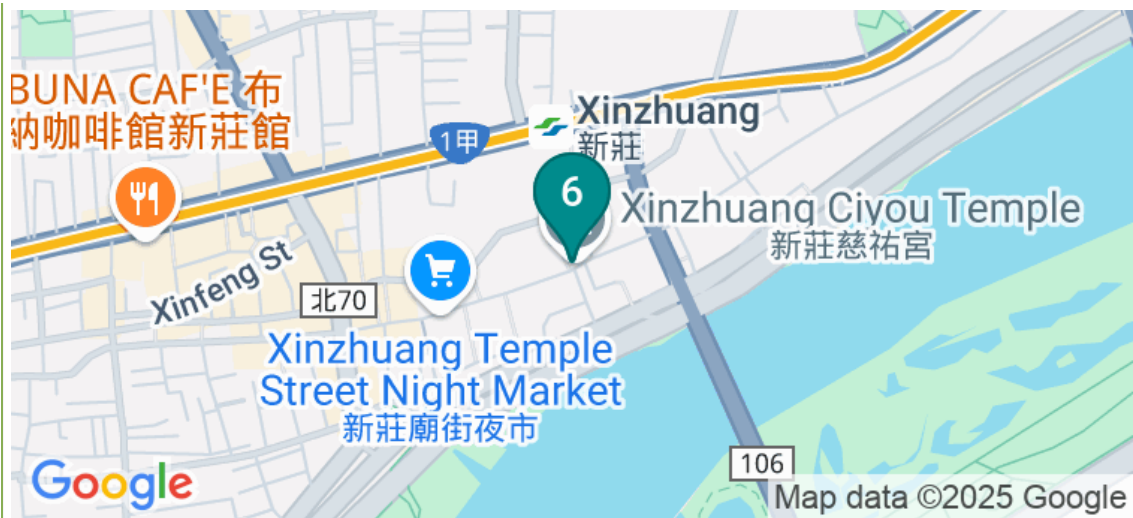 BUNA CAF'E 布
納咖啡館新莊館
1甲
Xinzhuang
新莊
6
Xinzhuang Ciyou Temple
新莊慈祐宮
Xinfeng St
北70
Xinzhuang Temple
Street Night Market
新莊廟街夜市
106
Google
Map data ©2025 Google